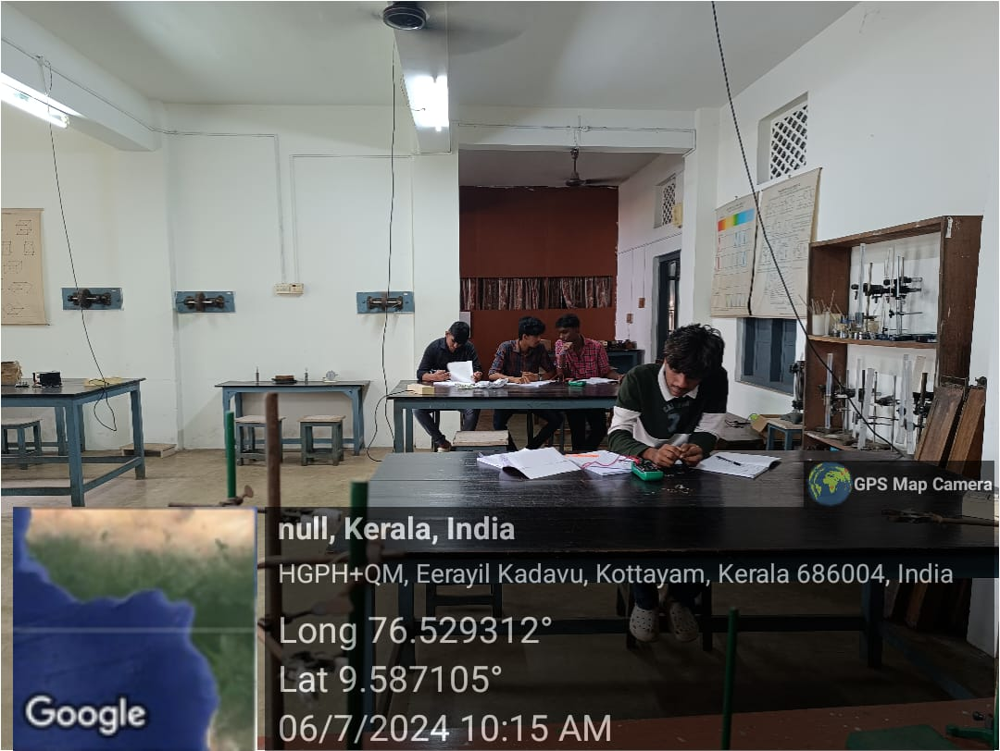 GPS Map Camera
null, Kerala, India
HGPH+QM, Eerayil Kadavu, Kottayam, Kerala 686004, India
Long 76.529312°
Lat 9.587105°
06/7/2024 10:15 AM
Google